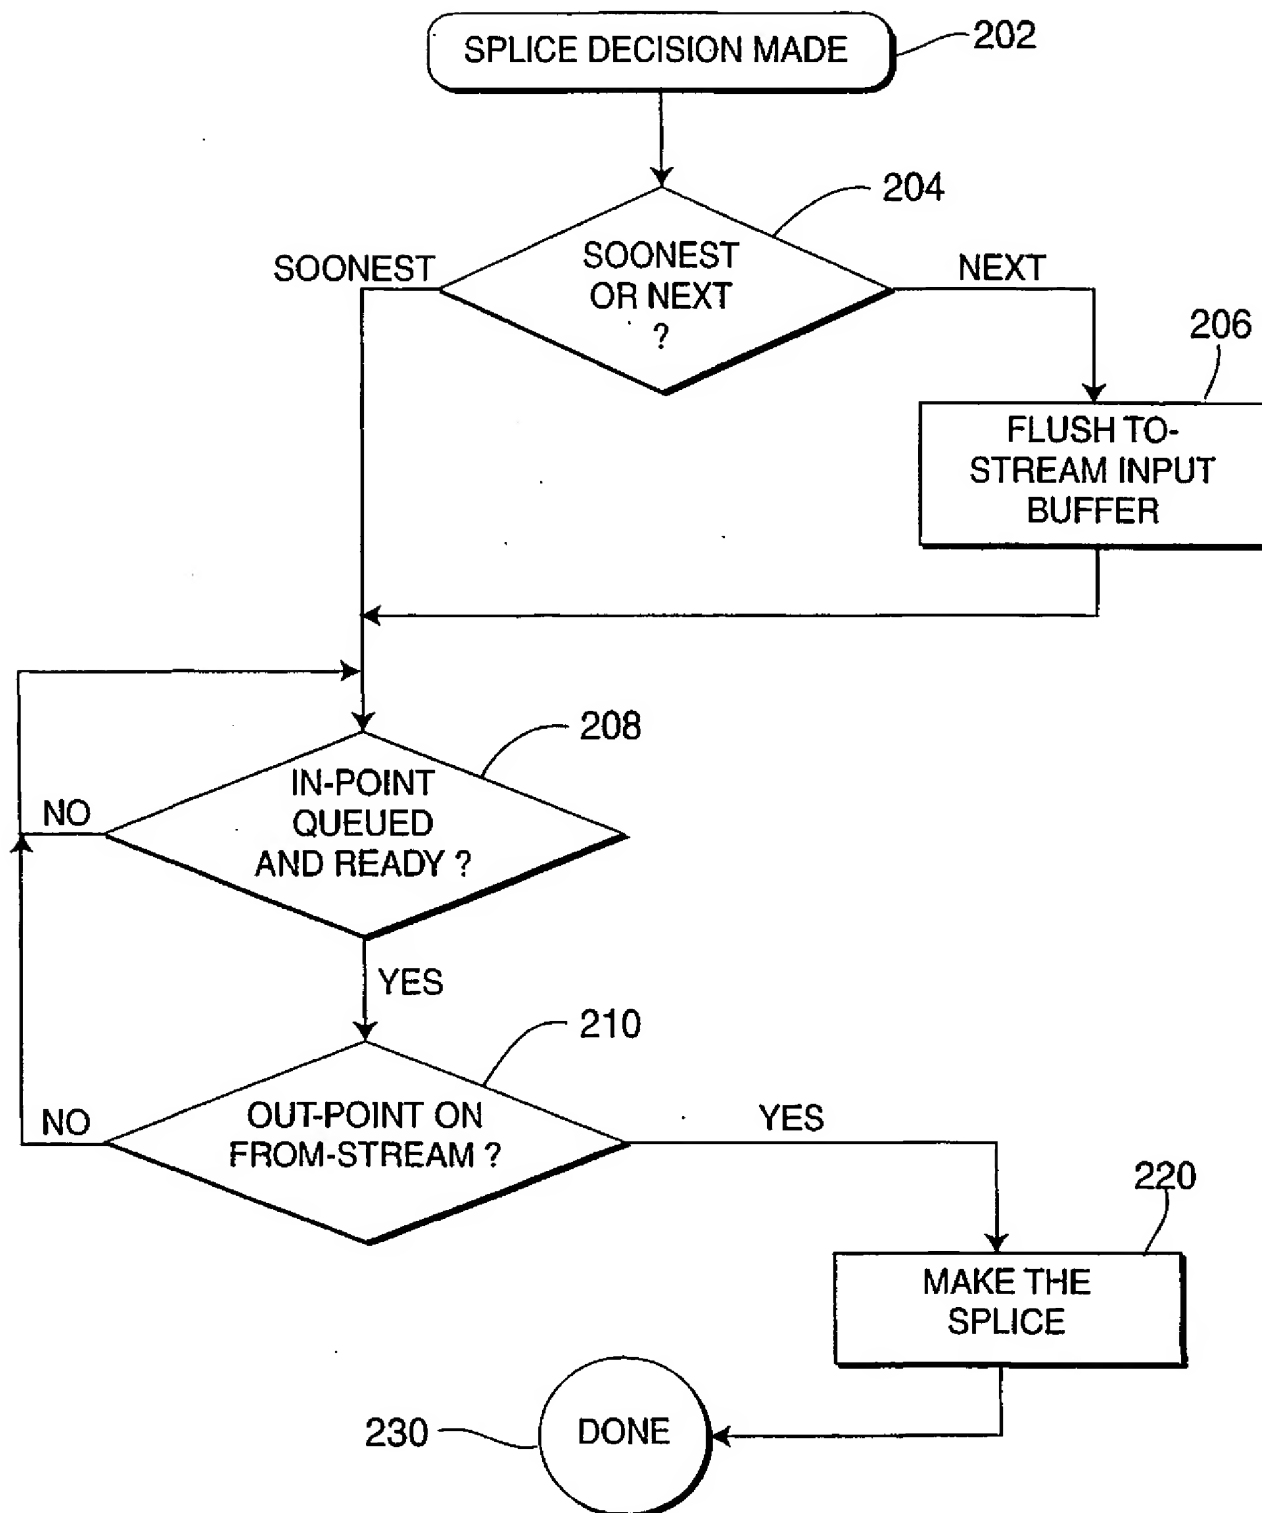 SPLICE DECISION MADE
202
204
SOONEST
SOONEST
OR NEXT
?
NEXT
206
FLUSH TO-
STREAM INPUT
BUFFER
208
IN-POINT
QUEUED
AND READY ?
NO
YES
210
OUT-POINT ON
FROM-STREAM ?
NO
YES
220
MAKE THE
SPLICE
230
DONE